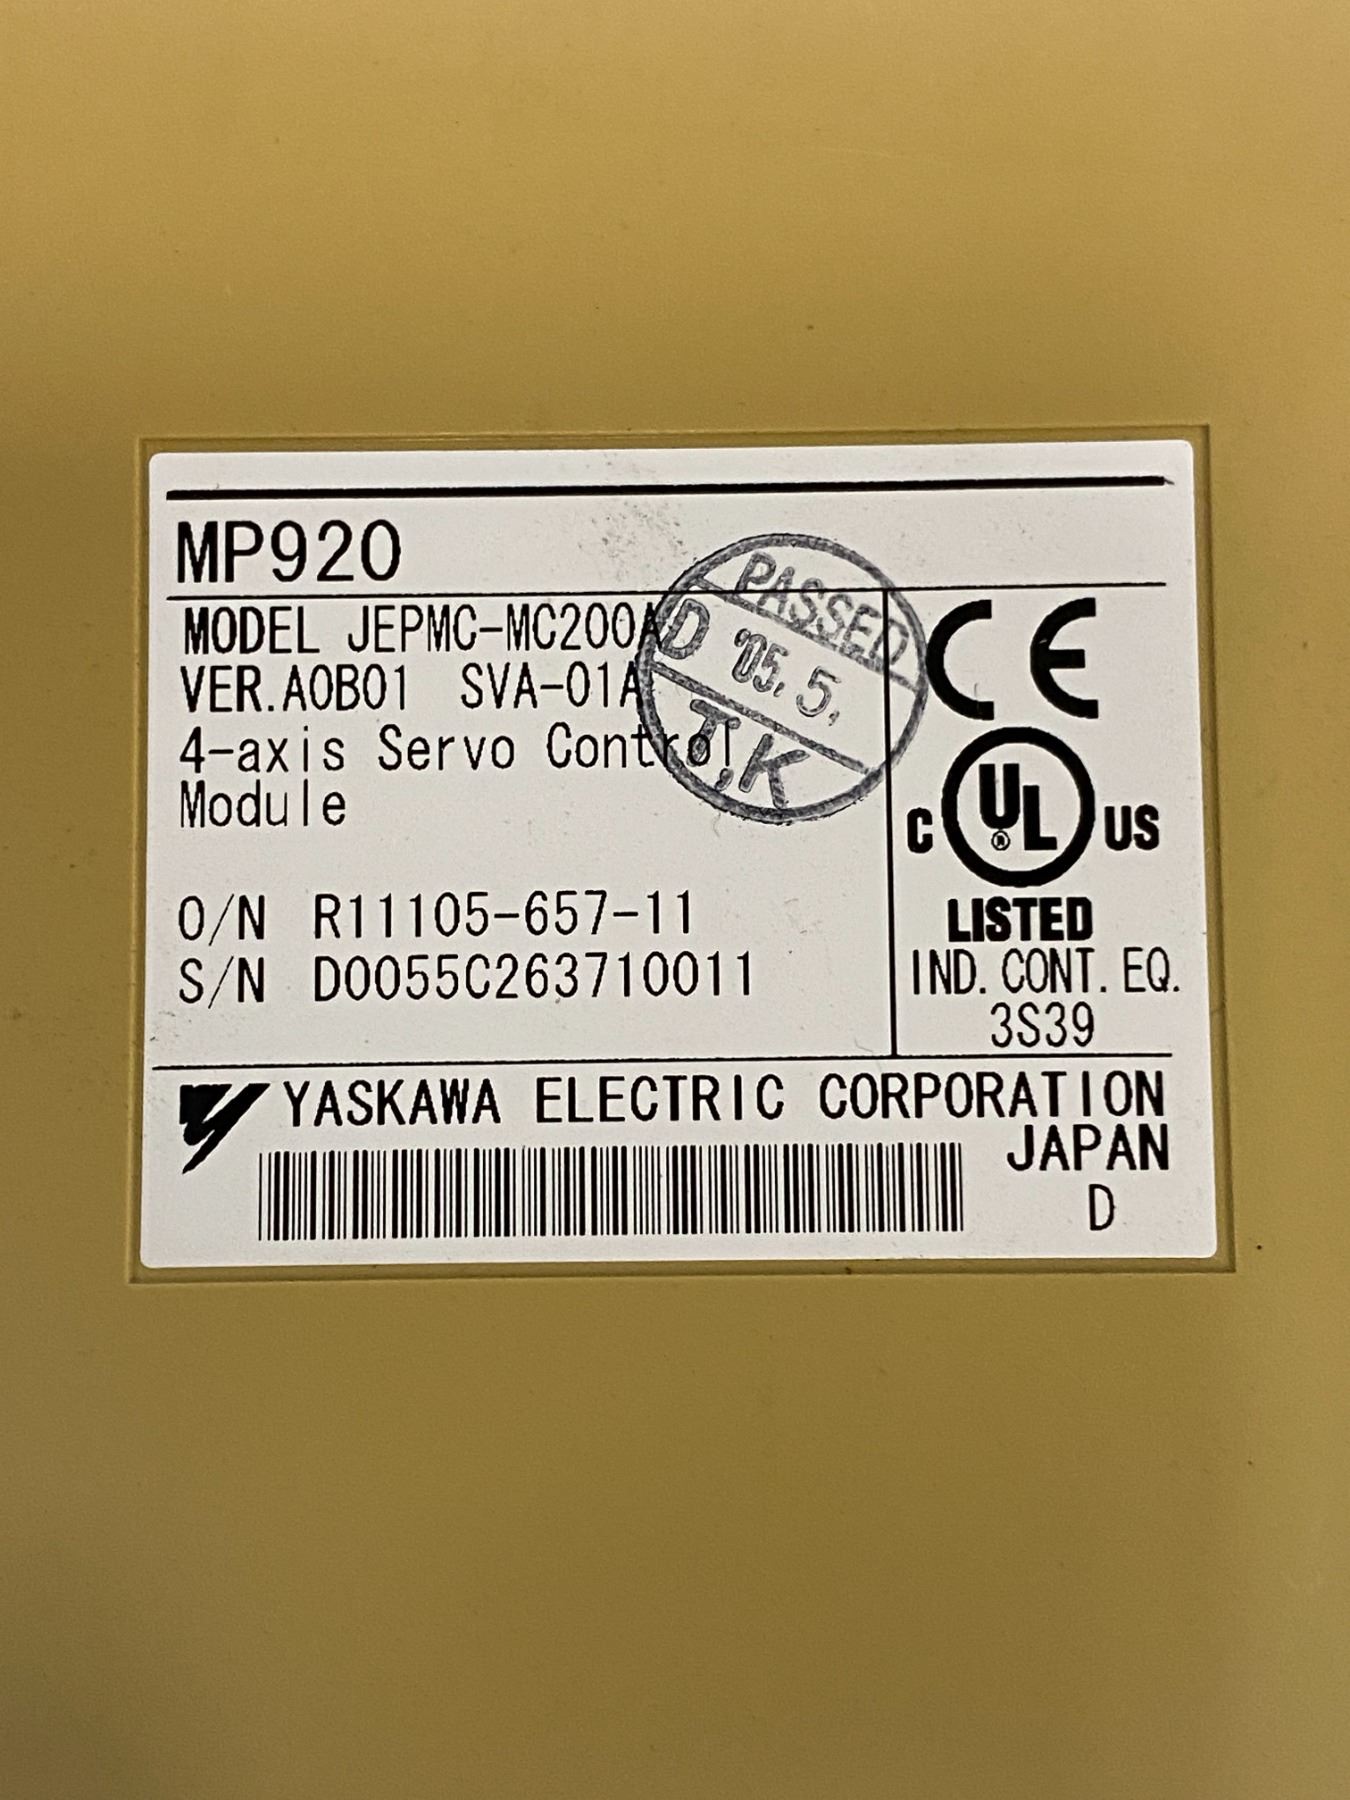 MP920
MODEL JEPMC-MC200A
VER.A0B01 SVA-01A
4-axis Servo Control
Module
PASSED
D '05.5.
T.K
O/N R11105-657-11
S/N D0055C263710011
CE
C UL® US
LISTED
IND. CONT. EQ.
3S39
YASKAWA ELECTRIC CORPORATION
JAPAN
D